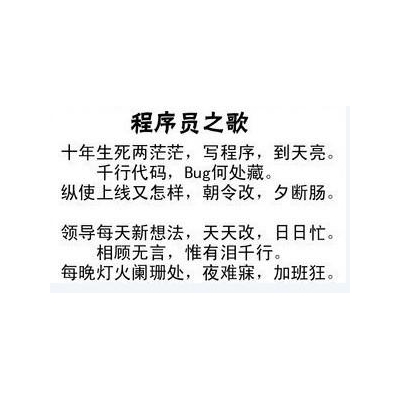 程序员之歌
十年生死两茫茫，写程序，到天亮。
千行代码，Bug何处藏。
纵使上线又怎样，朝令改，夕断肠。
领导每天新想法，天天改，日日忙。
相顾无言，惟有泪千行。
每晚灯火阑珊处，夜难寐，加班狂。